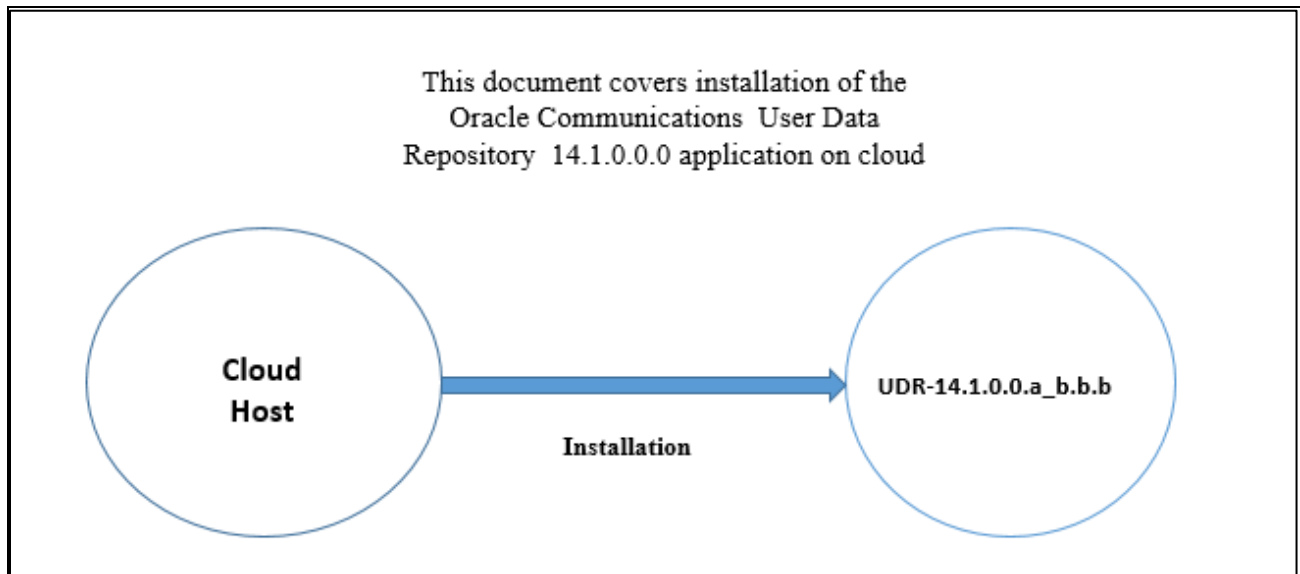 This document covers installation of the
Oracle Communications User Data
Repository 14.1.0.0.0 application on cloud
Cloud
Host
Installation
UDR-14.1.0.0.a_b.b.b